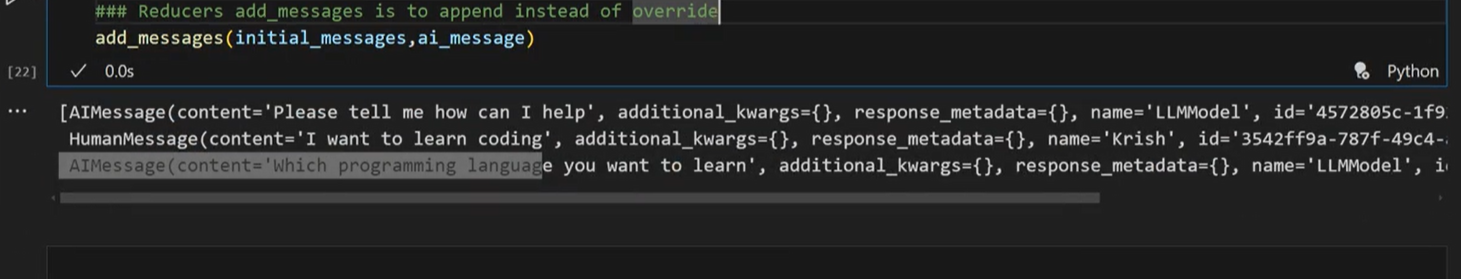 ### Reducers add_messages is to append instead of override
add_messages(initial_messages,ai_message)
[22] 0.0s Python
[AIMessage(content='Please tell me how can I help', additional_kwargs={}, response_metadata={}, name='LLMModel', id='4572805c-1f9
HumanMessage(content='I want to learn coding', additional_kwargs={}, response_metadata={}, name='Krish', id='3542ff9a-787f-49c4-
AIMessage(content='Which programming language you want to learn', additional_kwargs={}, response_metadata={}, name='LLMModel', i